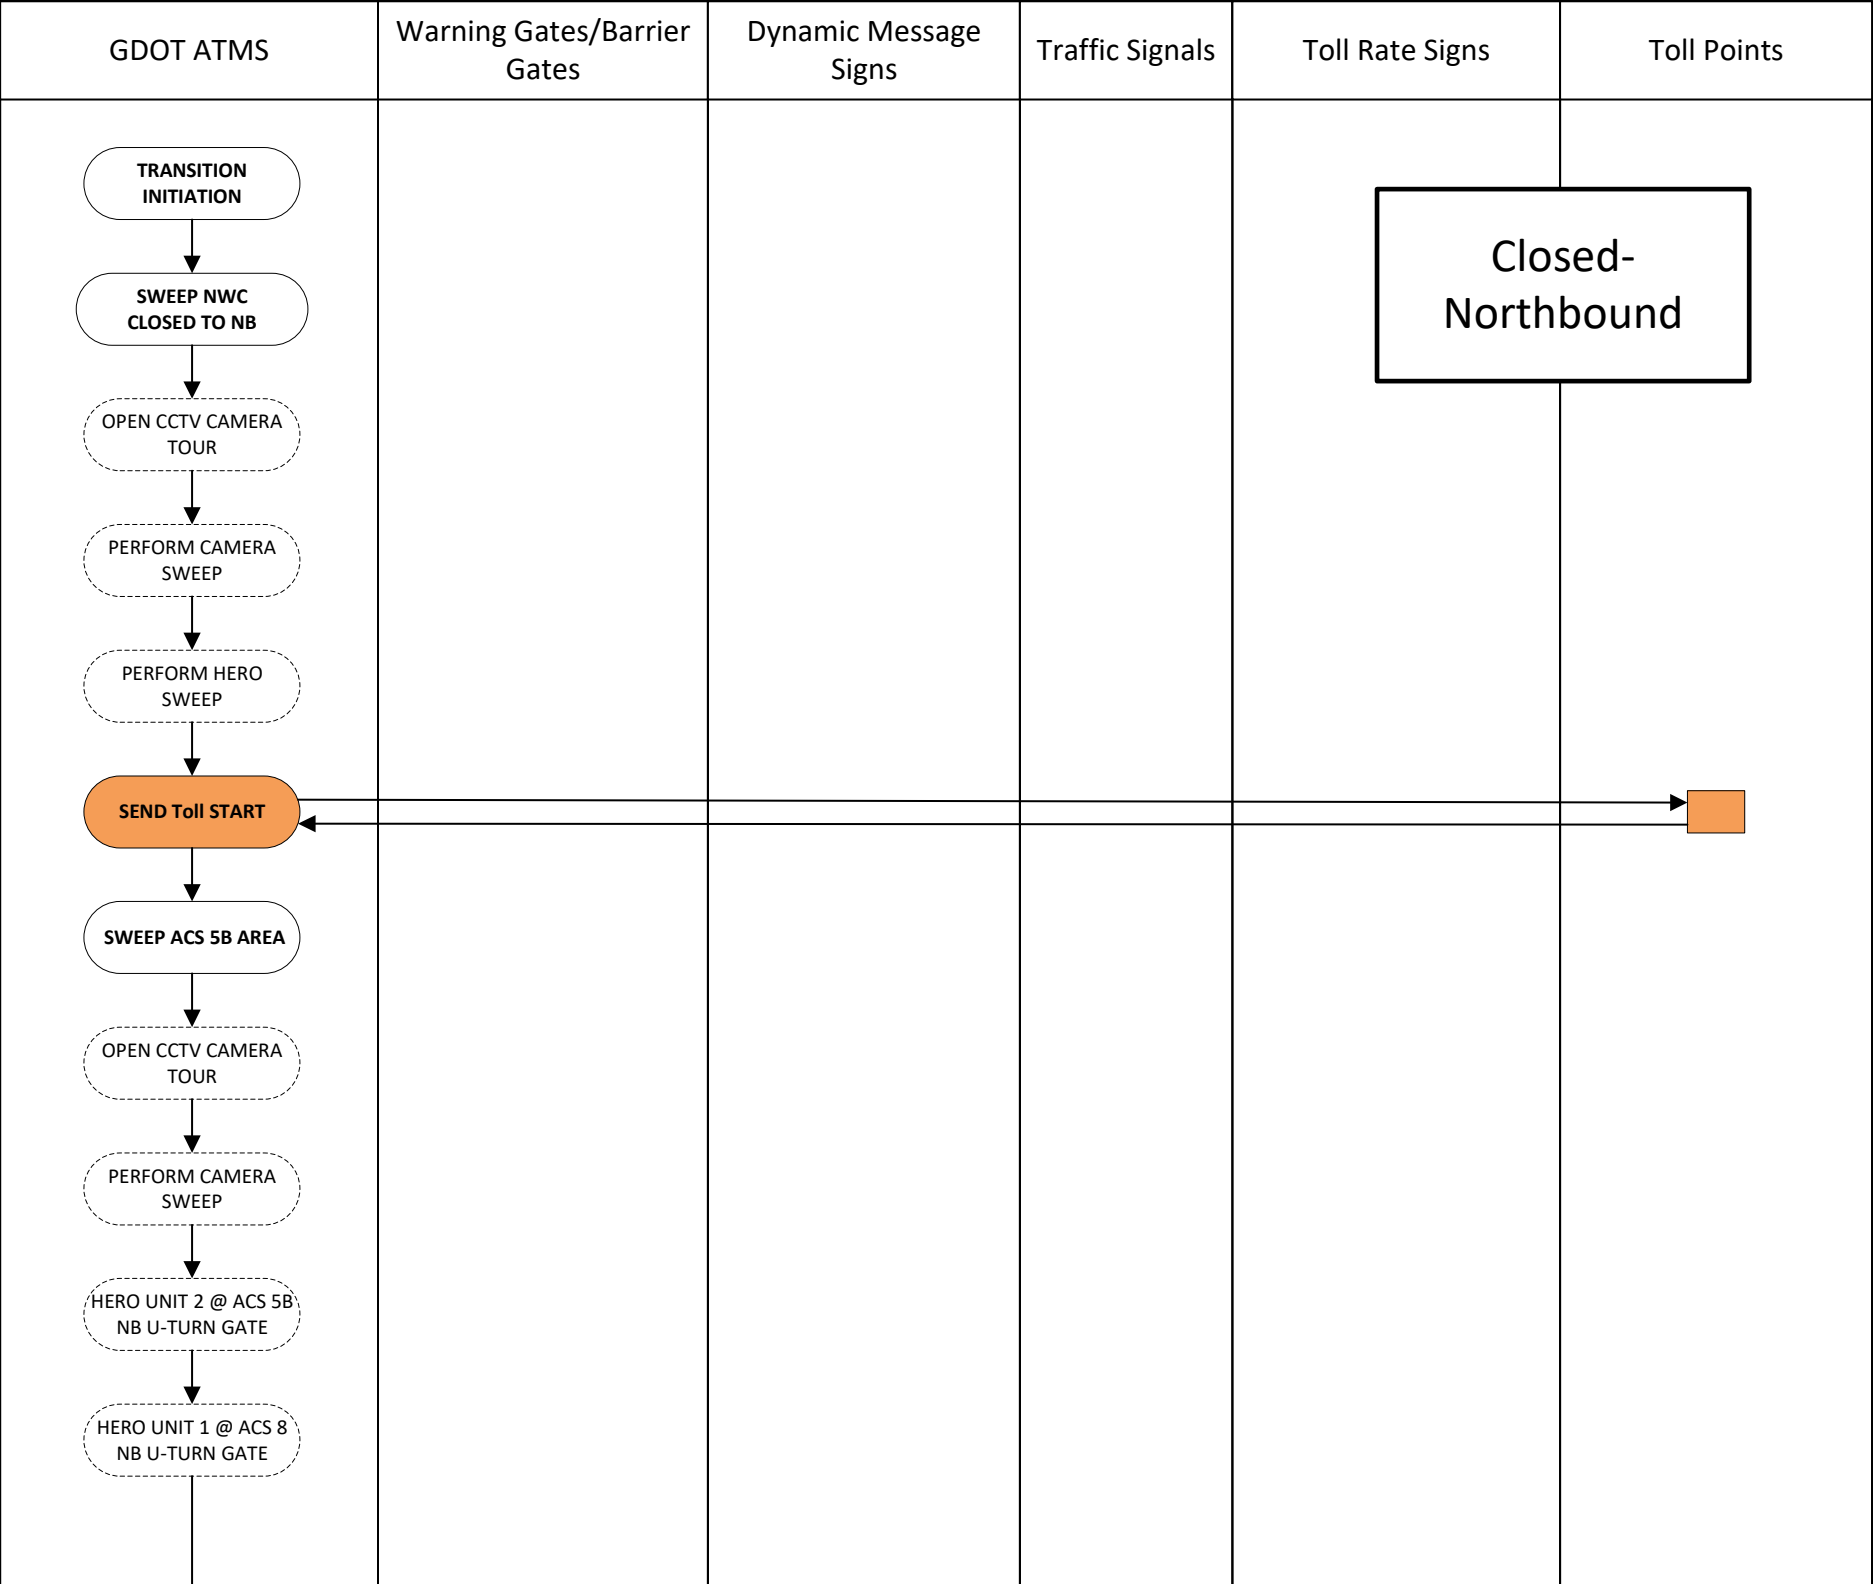 GDOT ATMS
Warning Gates/Barrier
Gates
Dynamic Message
Signs
Traffic Signals
Toll Rate Signs
Toll Points
TRANSITION
INITIATION
Closed-
Northbound
SWEEP NWC
CLOSED TO NB
OPEN CCTV CAMERA
TOUR
PERFORM CAMERA
SWEEP
PERFORM HERO
SWEEP
SEND Toll START
SWEEP ACS 5B AREA
OPEN CCTV CAMERA
TOUR
PERFORM CAMERA
SWEEP
HERO UNIT 2 @ ACS 5B
NB U-TURN GATE
HERO UNIT 1 @ ACS 8
NB U-TURN GATE